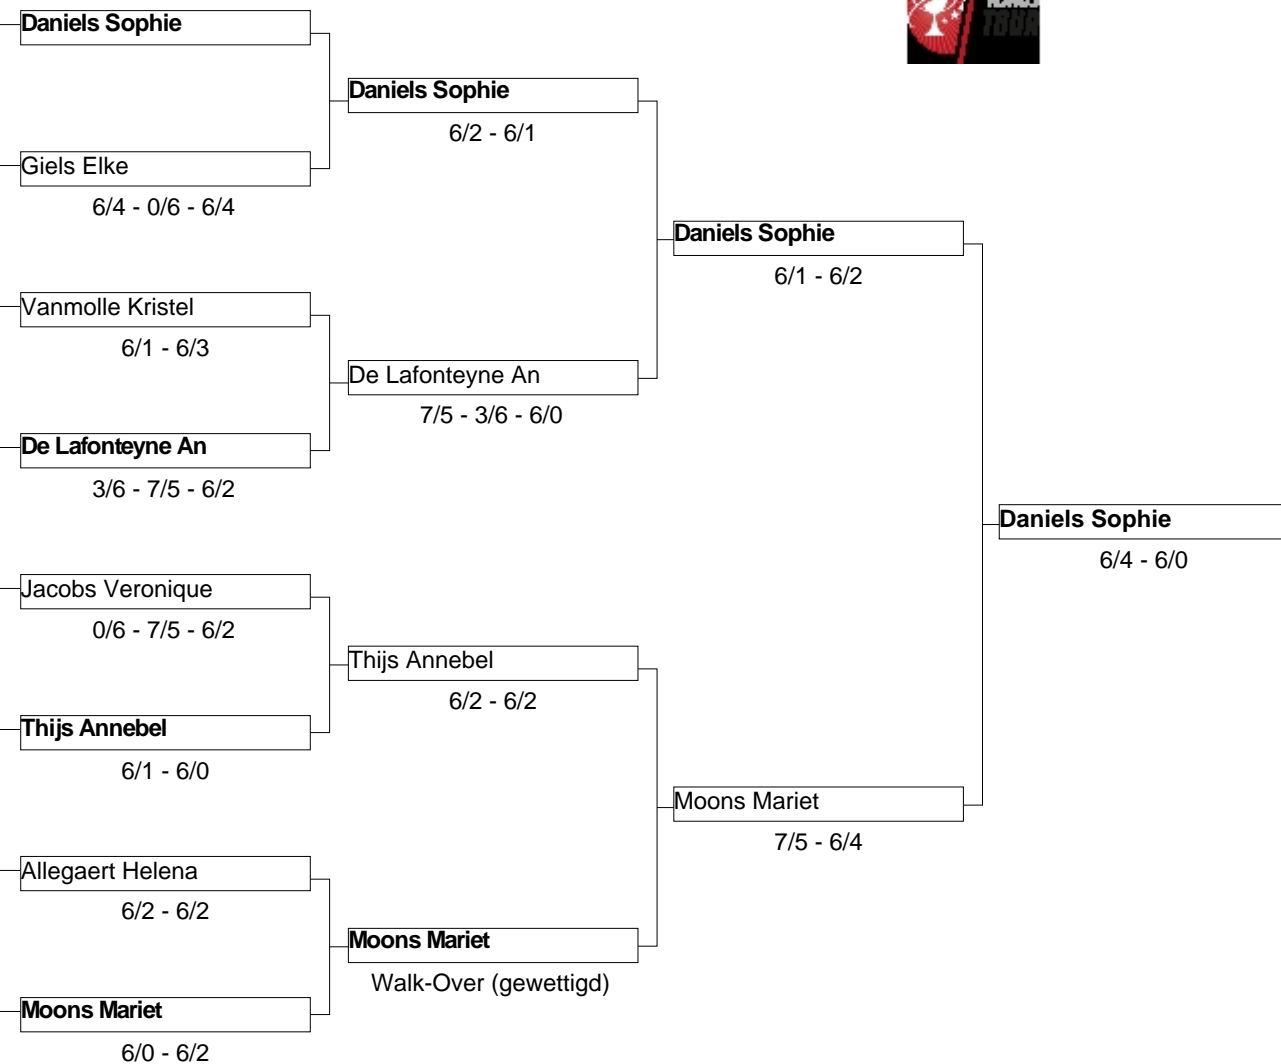 Daniels Sophie
Giels Elke
6/4 - 0/6 - 6/4
Vanmolle Kristel
6/1 - 6/3
De Lafonteyne An
3/6 - 7/5 - 6/2
Jacobs Veronique
0/6 - 7/5 - 6/2
Thijs Annebel
6/1 - 6/0
Allegaert Helena
6/2 - 6/2
Moons Mariet
6/0 - 6/2
Daniels Sophie
6/2 - 6/1
De Lafonteyne An
7/5 - 3/6 - 6/0
Thijs Annebel
6/2 - 6/2
Moons Mariet
Walk-Over (gewettigd)
Daniels Sophie
6/1 - 6/2
Moons Mariet
7/5 - 6/4
Daniels Sophie
6/4 - 6/0
TOUR